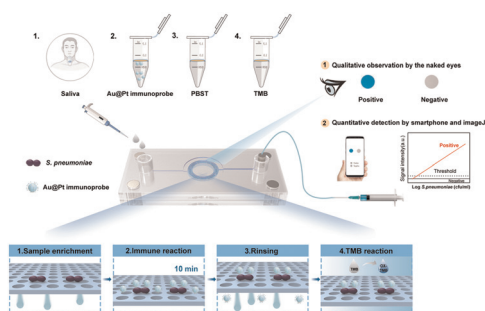 1.
2.
3.
4.
Saliva
Au@Pt immunoprobe
PBST
TMB
1 Qualitative observation by the naked eyes
Positive
Negative
2 Quantitative detection by smartphone and imageJ
Signal intensity(a.u.)
Positive
Threshold
Negative
Log S.pneumoniae (cfu/ml)
S. pneumoniae
Au@Pt immunoprobe
1.Sample enrichment
2.Immune reaction
3.Rinsing
4.TMB reaction
10 min